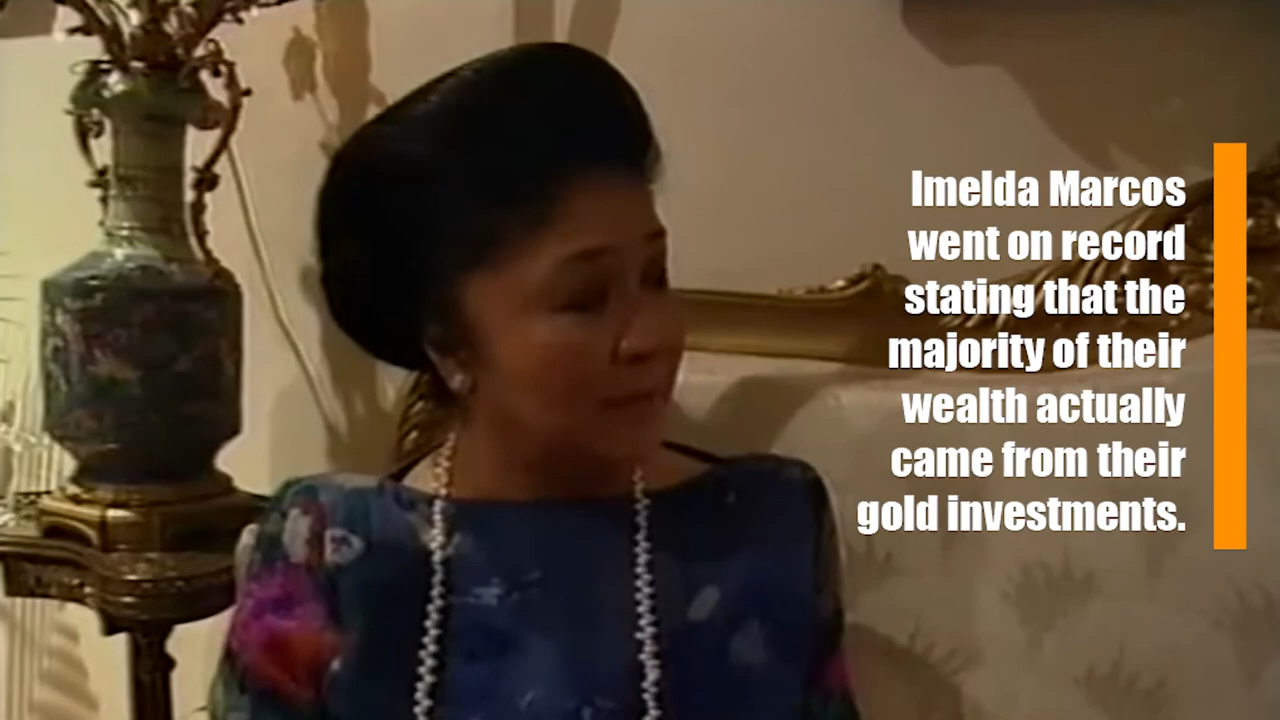 Imelda Marcos
went on record
stating that the
majority of their
wealth actually
came from their
gold investments.